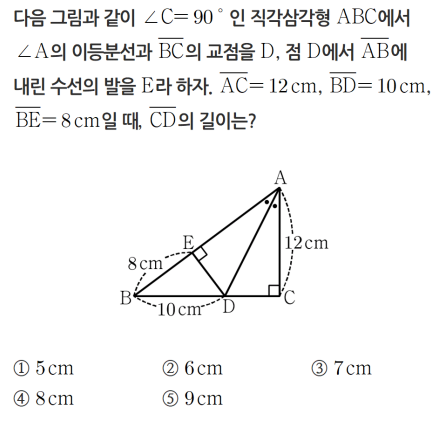 다음 그림과 같이 ∠C=90°인 직각삼각형 ABC에서
∠A의 이등분선과 BC의 교점을 D, 점 D에서 AB에
내린 수선의 발을 E라 하자. AC=12cm, BD=10cm,
BE=8cm일 때, CD의 길이는?
A
E
12cm
8cm
B
10cm
D
C
① 5cm ② 6cm ③ 7cm
④ 8cm ⑤ 9cm